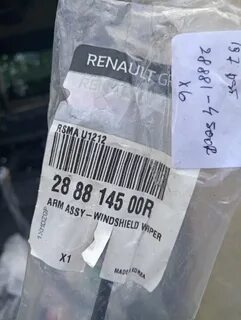 RENAULT
RSMA U1212
28 88 145 00R
ARM ASSY-WINDSHIELD WIPER
X1
MADE IN KOREA
28881-4
X6